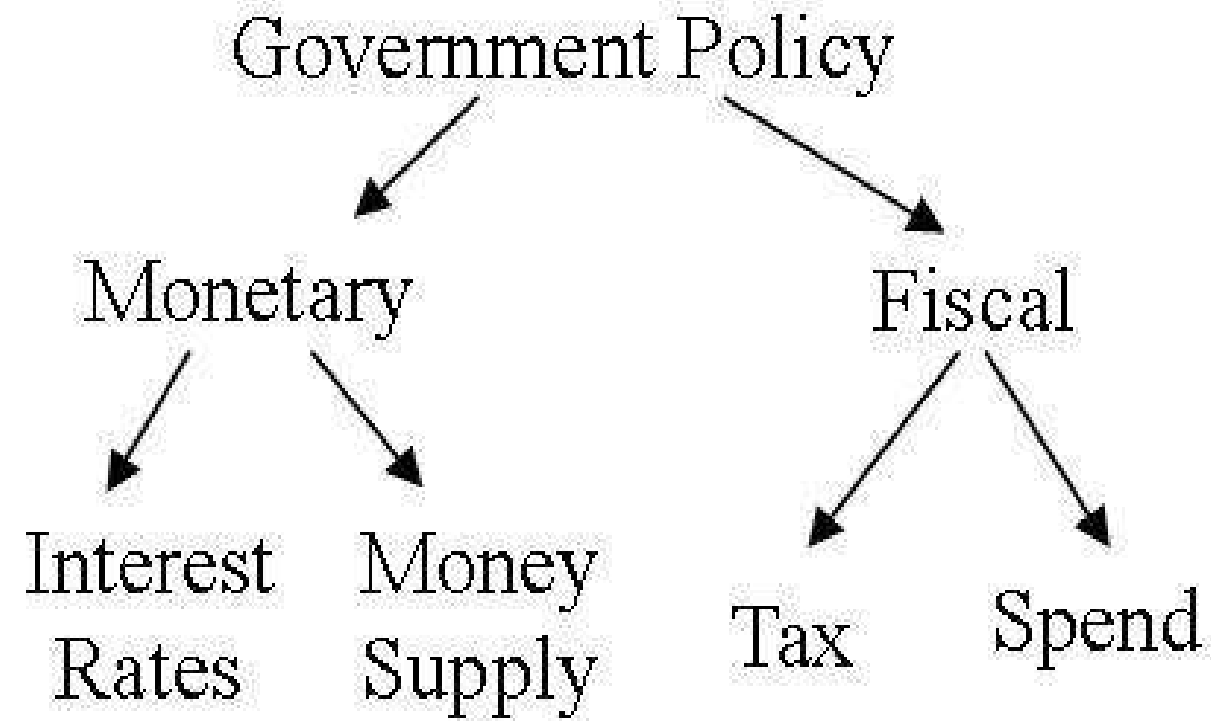 Government Policy
Monetary
Fiscal
Interest
Rates
Money
Supply
Tax
Spend